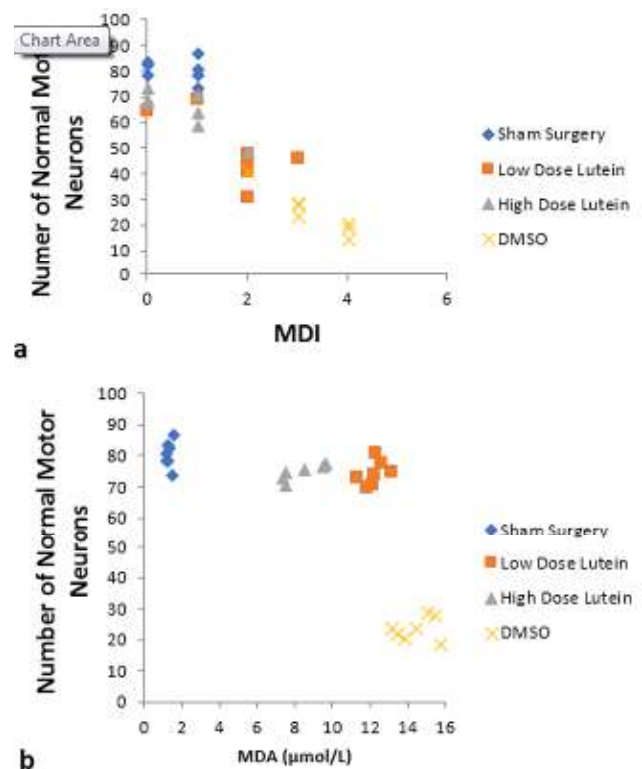 Chart Area
Numer of Normal Motor
Neurons
100
90
80
70
60
50
40
30
20
10
0
0 2 4 6
MDI
Sham Surgery
Low Dose Lutein
High Dose Lutein
DMSO
a
Number of Normal Motor
Neurons
100
90
80
70
60
50
40
30
20
10
0
0 2 4 6 8 10 12 14 16
MDA (µmol/L)
Sham Surgery
Low Dose Lutein
High Dose Lutein
DMSO
b